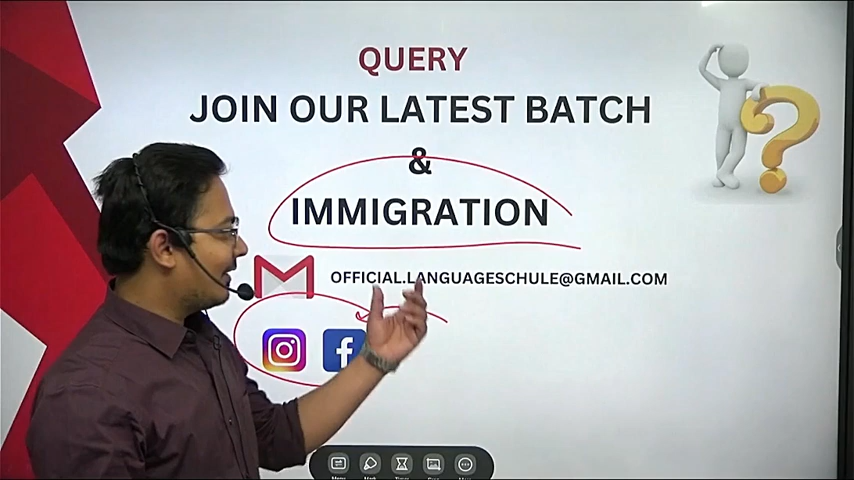 QUERY
JOIN OUR LATEST BATCH
&
IMMIGRATION
OFFICIAL.LANGUAGESCHULE@GMAIL.COM